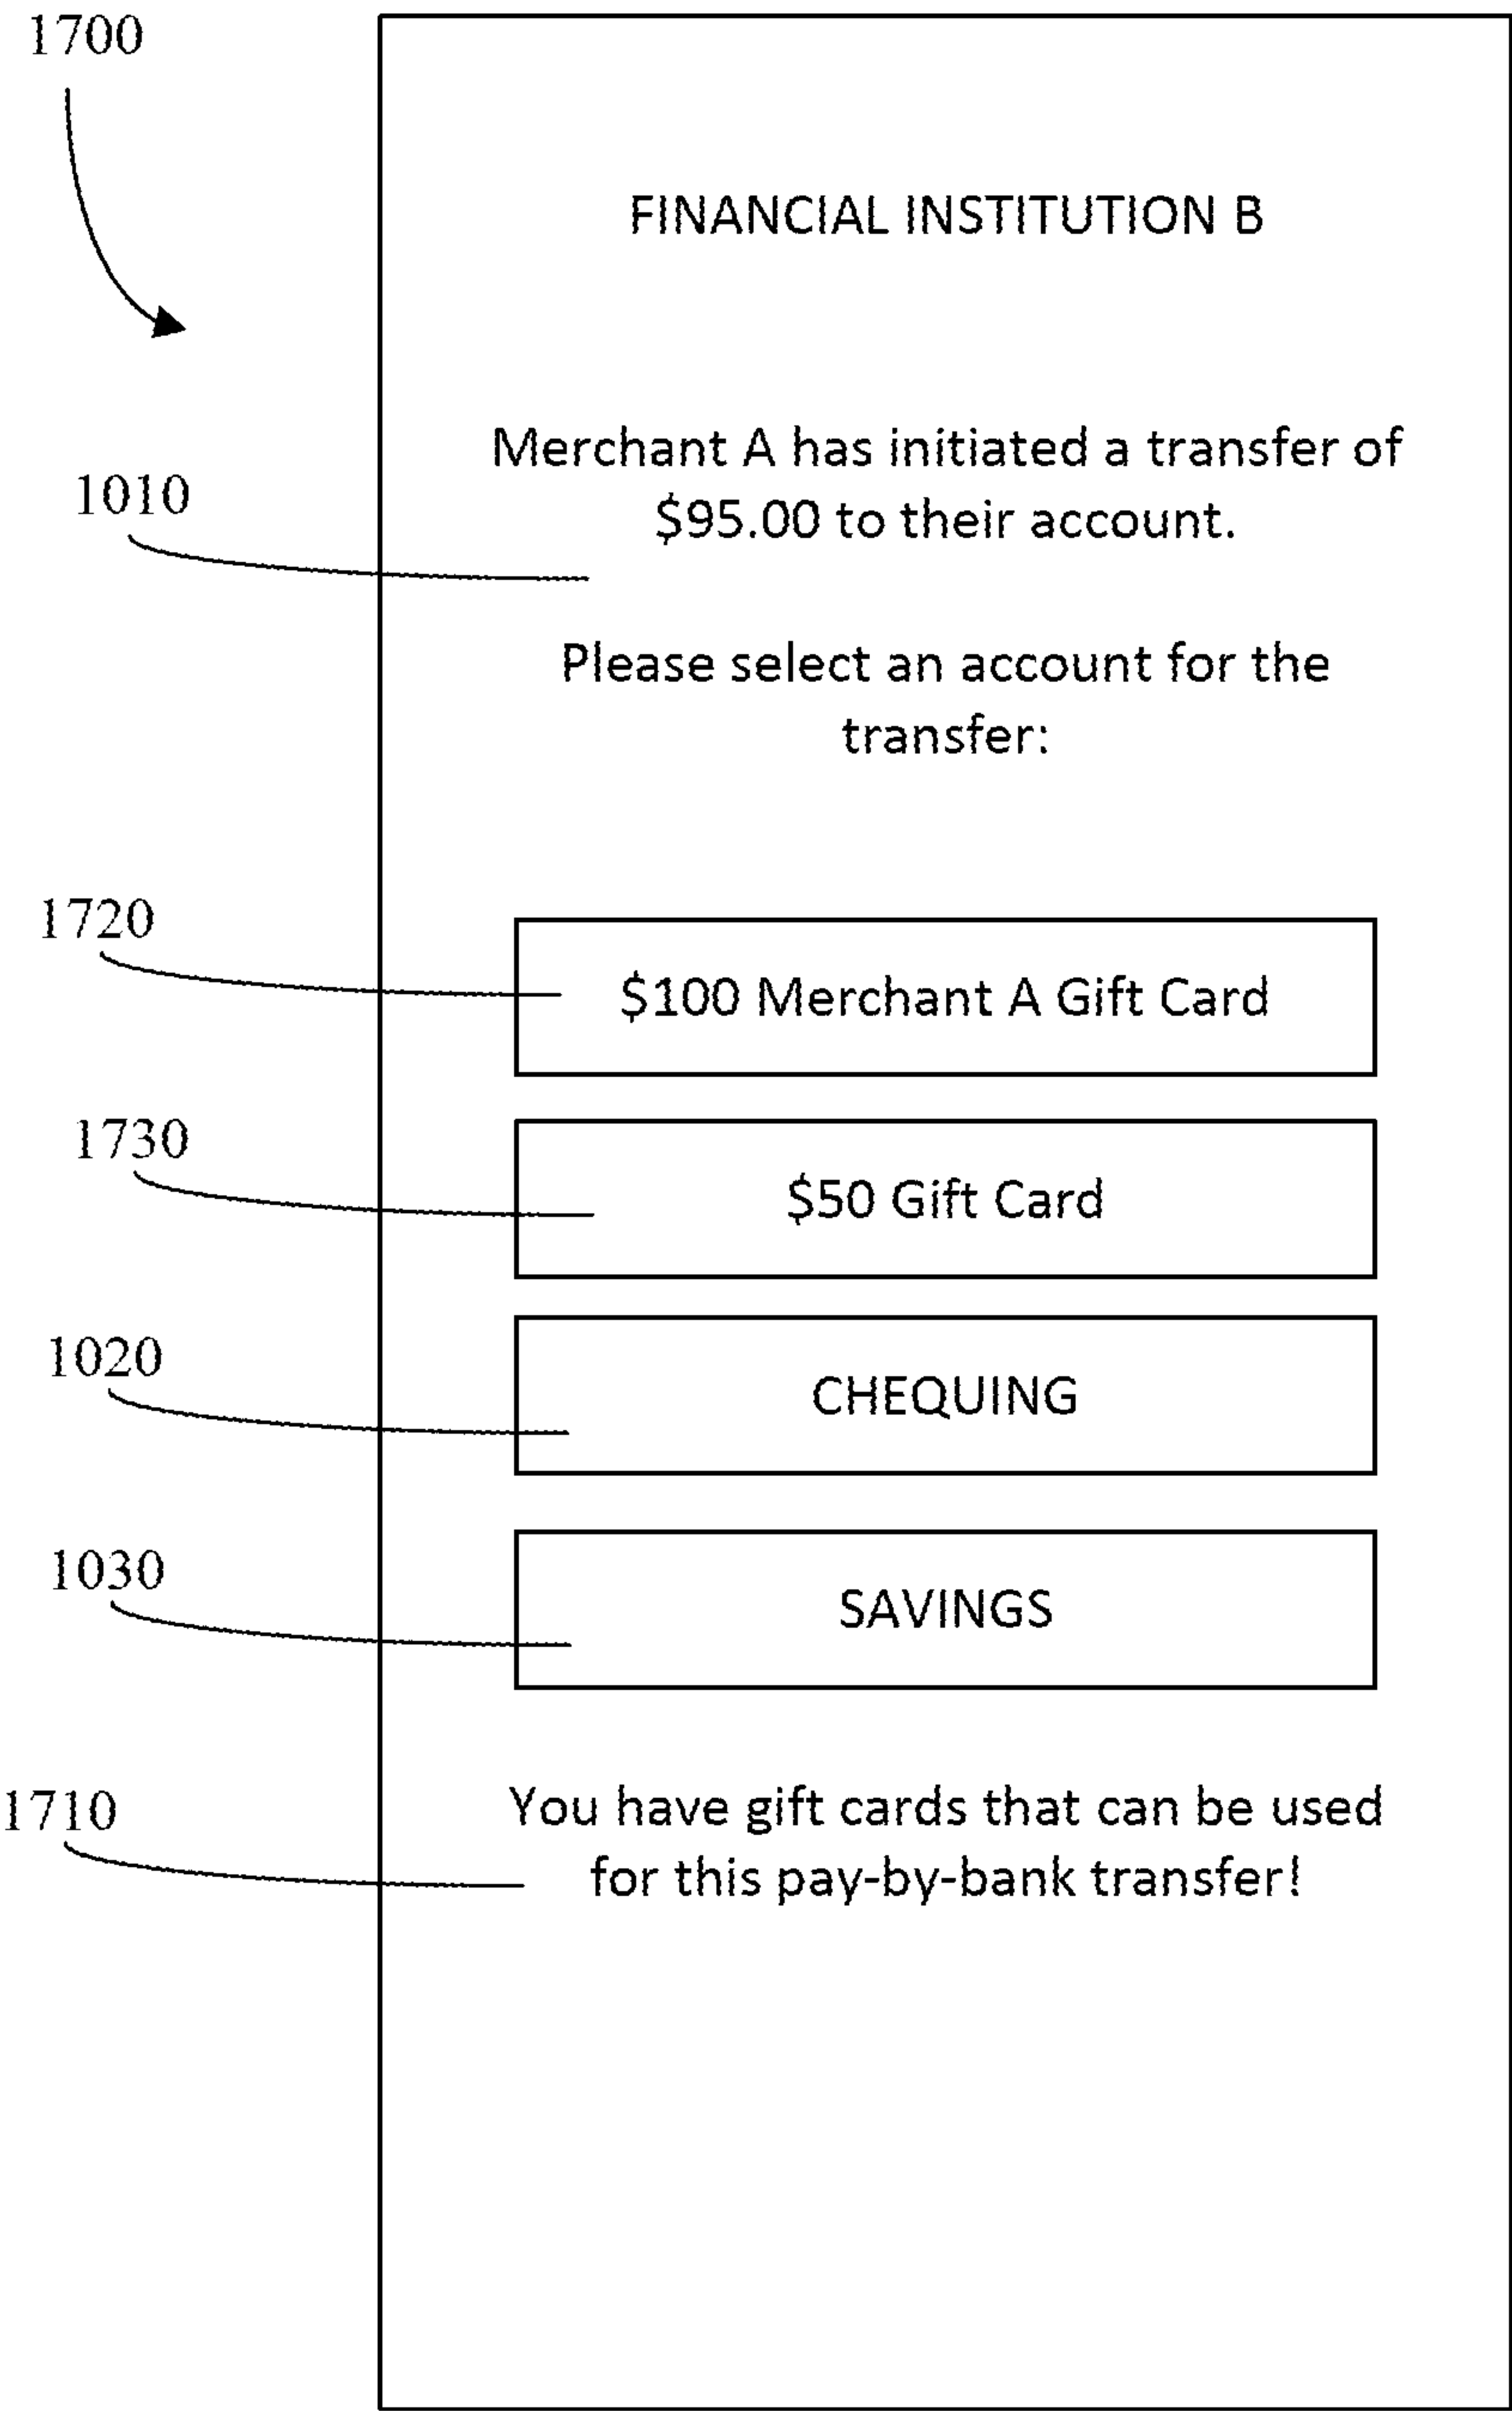 1700
FINANCIAL INSTITUTION B
Merchant A has initiated a transfer of
1010
$95.00 to their account.
Please select an account for the
transfer:
1720
$100 Merchant A Gift Card
1730
$50 Gift Card
1020
CHEQUING
1030
SAVINGS
1710
You have gift cards that can be used
for this pay-by-bank transfer!